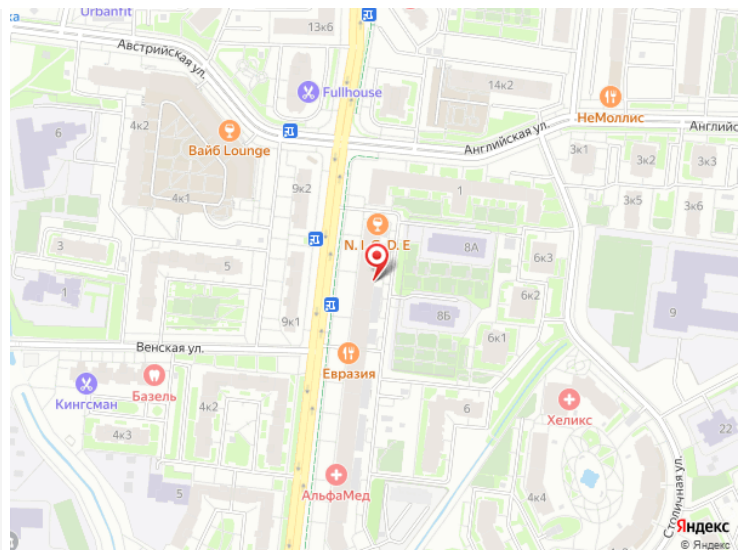 Urbanfit
13к6
Австрийская ул.
Fullhouse
14к2
НеМоллис
6
4к2
Вайб Lounge
Английская ул.
Английс
3к1
3к2
3к3
4к1
9к2
1
3к5
3к6
N. I. C. D. E
3
5
8А
6к3
1
6к2
9к1
8Б
9
Венская ул.
6к1
Евразия
Базель
Кингсман
4к2
6
Хеликс
4к3
22
АльфаМед
5
4к4
Столичная ул.
Яндекс
© Яндекс